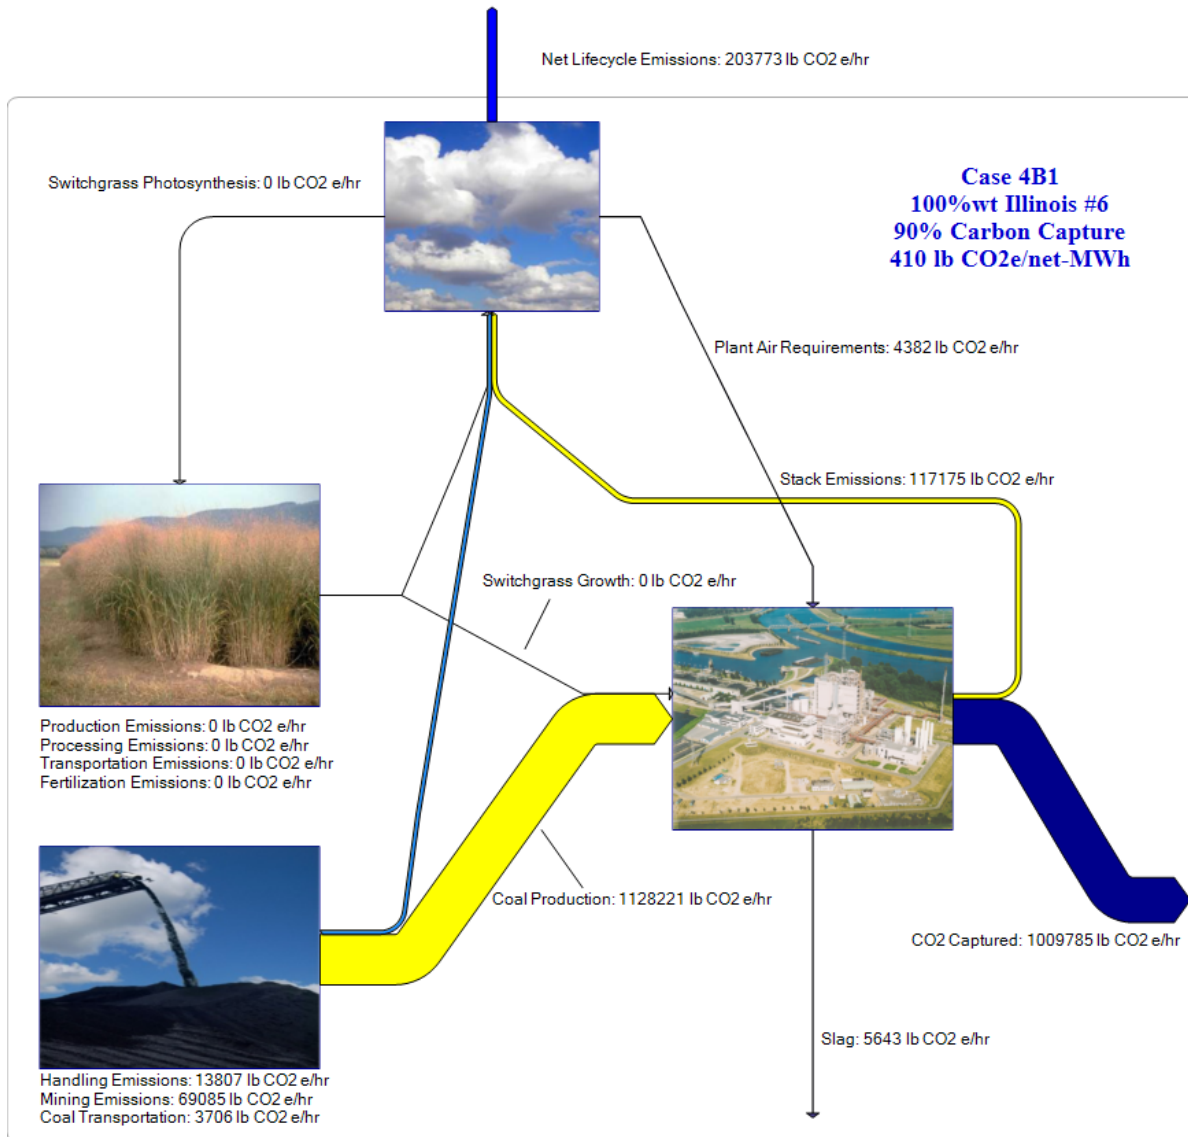 Net Lifecycle Emissions: 203773 lb CO2 e/hr
Switchgrass Photosynthesis: 0 lb CO2 e/hr
Case 4B1
100%wt Illinois #6
90% Carbon Capture
410 lb CO2e/net-MWh
Plant Air Requirements: 4382 lb CO2 e/hr
Stack Emissions: 117175 lb CO2 e/hr
Switchgrass Growth: 0 lb CO2 e/hr
Production Emissions: 0 lb CO2 e/hr
Processing Emissions: 0 lb CO2 e/hr
Transportation Emissions: 0 lb CO2 e/hr
Fertilization Emissions: 0 lb CO2 e/hr
Coal Production: 1128221 lb CO2 e/hr
CO2 Captured: 1009785 lb CO2 e/hr
Slag: 5643 lb CO2 e/hr
Handling Emissions: 13807 lb CO2 e/hr
Mining Emissions: 69085 lb CO2 e/hr
Coal Transportation: 3706 lb CO2 e/hr